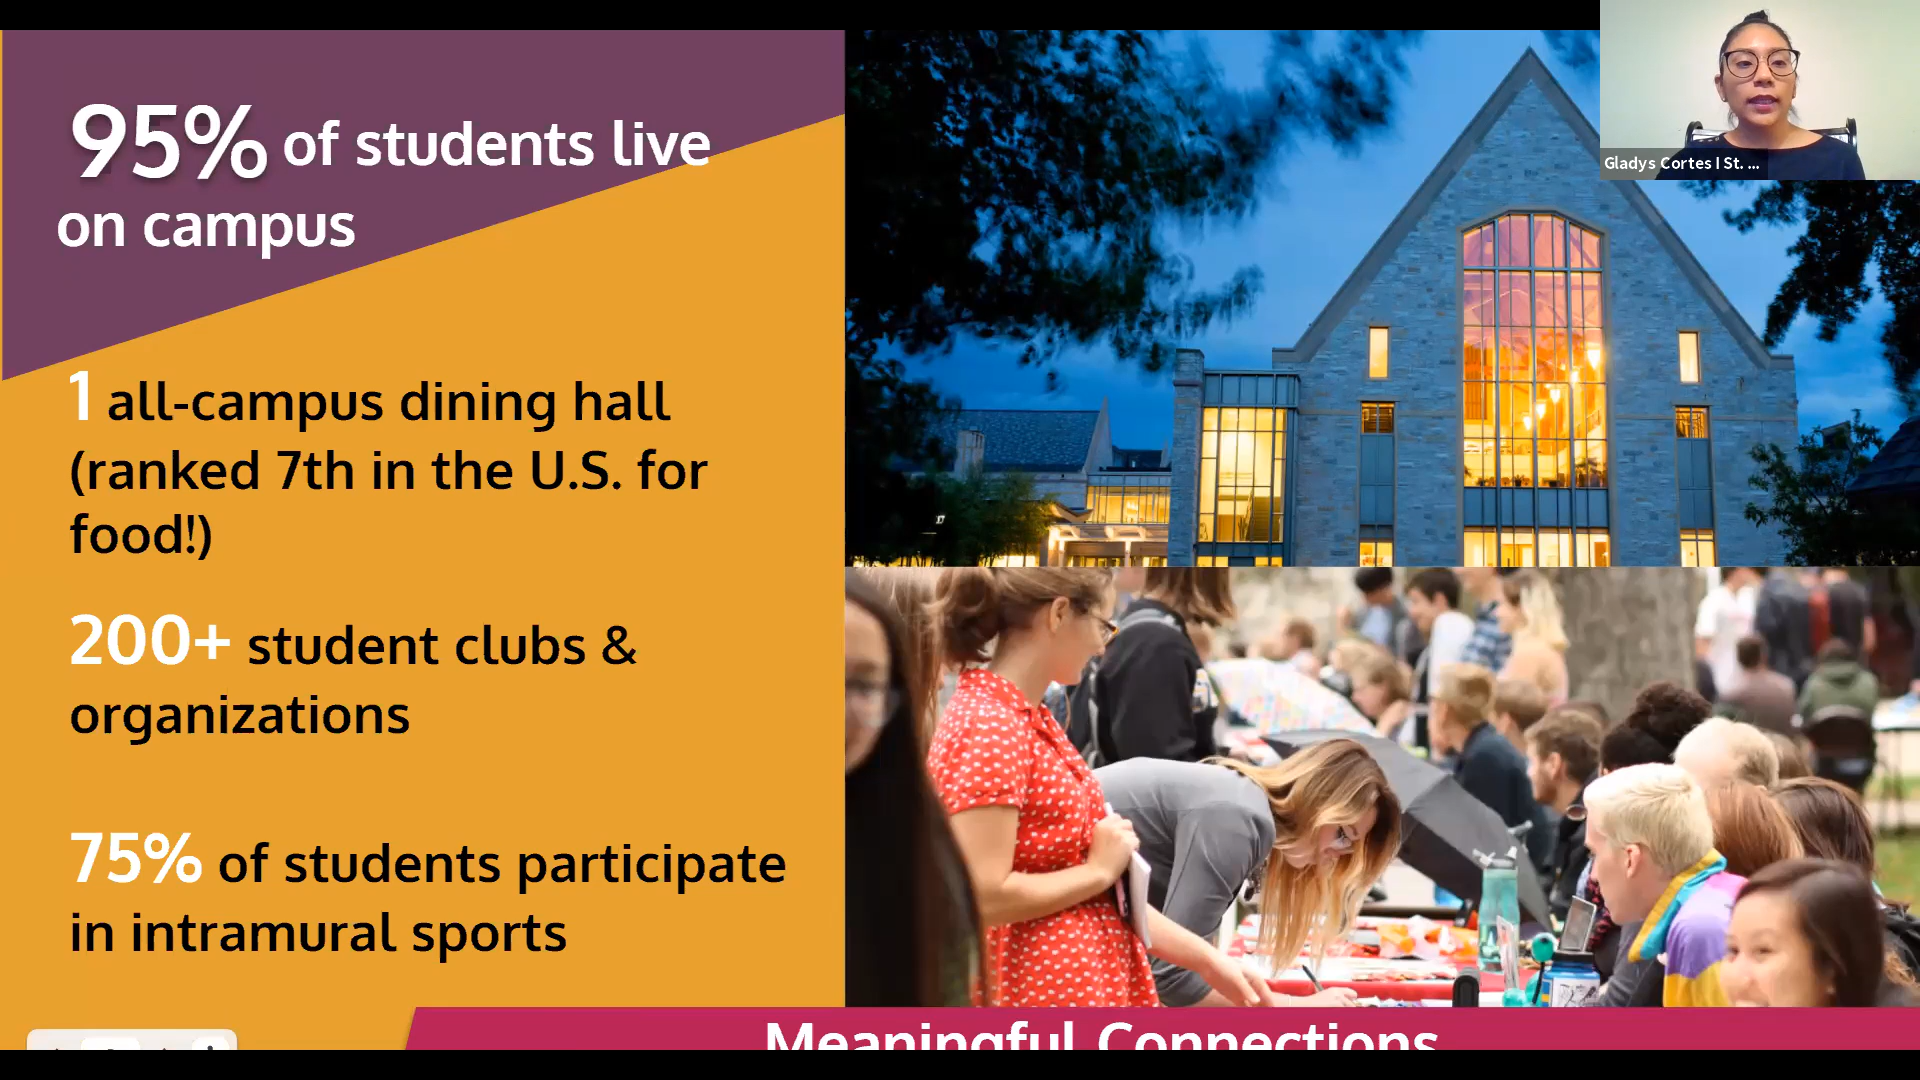 95% of students live
on campus
1 all-campus dining hall
(ranked 7th in the U.S. for
food!)
200+ student clubs &
organizations
75% of students participate
in intramural sports
Gladys Cortes I St. ...
Meaningful Connections